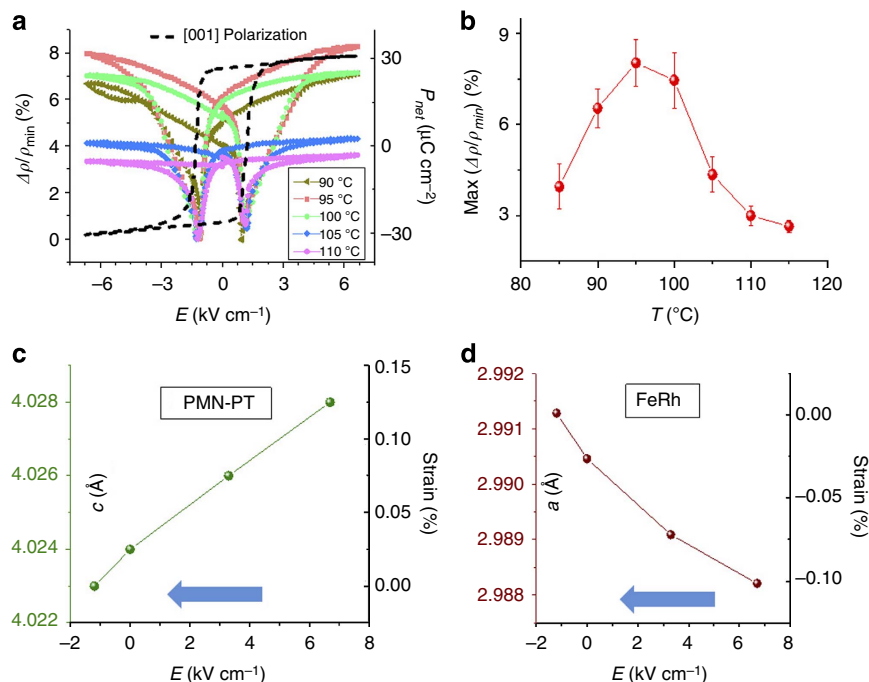 a
[001] Polarization
Δρ/ρmin (%)
8
6
4
2
0
30
0
−30
Pnet (μC cm−2)
90 °C
95 °C
100 °C
105 °C
110 °C
−6 −3 0 3 6
E (kV cm−1)
b
Max (Δρ/ρmin) (%)
9
6
3
80 90 100 110 120
T (°C)
c
PMN-PT
4.028
4.026
4.024
4.022
c (Å)
0.15
0.10
0.05
0.00
Strain (%)
−2 0 2 4 6 8
E (kV cm−1)
d
FeRh
2.992
2.991
2.990
2.989
2.988
a (Å)
0.00
−0.05
−0.10
Strain (%)
−2 0 2 4 6 8
E (kV cm−1)